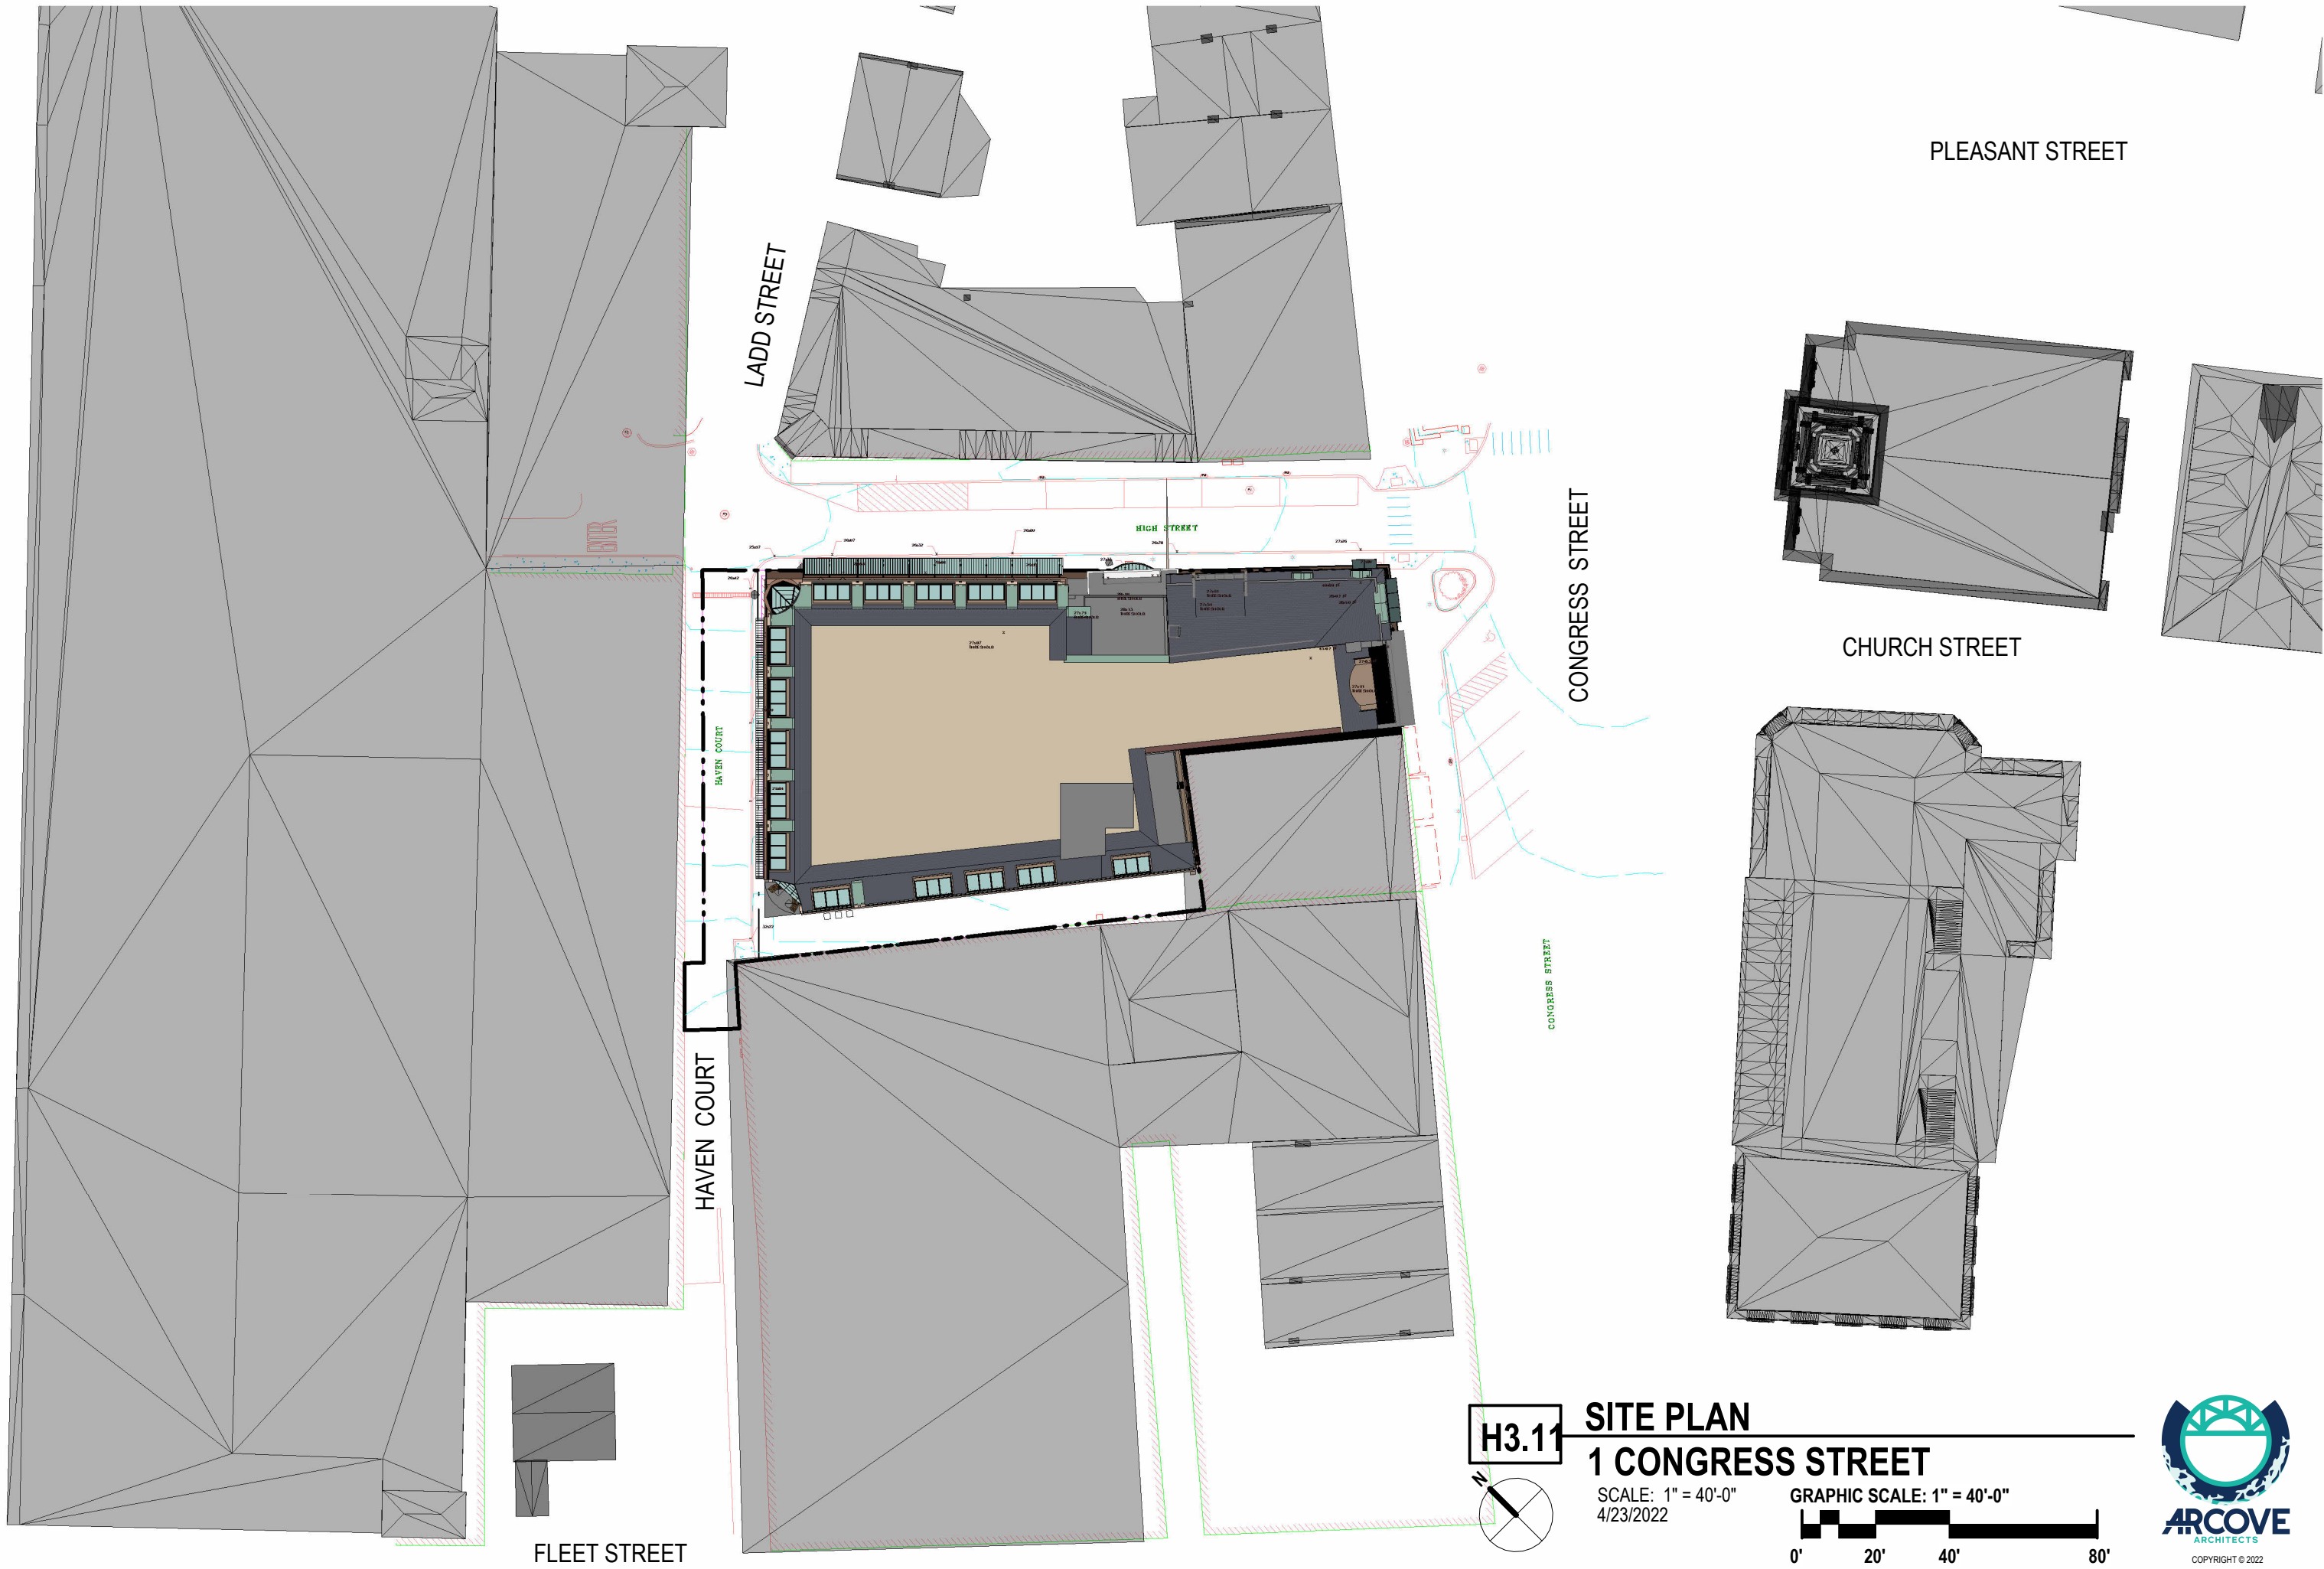 PLEASANT STREET
LADD STREET
HIGH STREET
CONGRESS STREET
CHURCH STREET
HAVEN COURT
CONGRESS STREET
HAVEN COURT
FLEET STREET
H3.11
SITE PLAN
1 CONGRESS STREET
SCALE: 1" = 40'-0"
4/23/2022
N
GRAPHIC SCALE: 1" = 40'-0"
0' 20' 40' 80'
ARCOVE
ARCHITECTS
COPYRIGHT © 2022